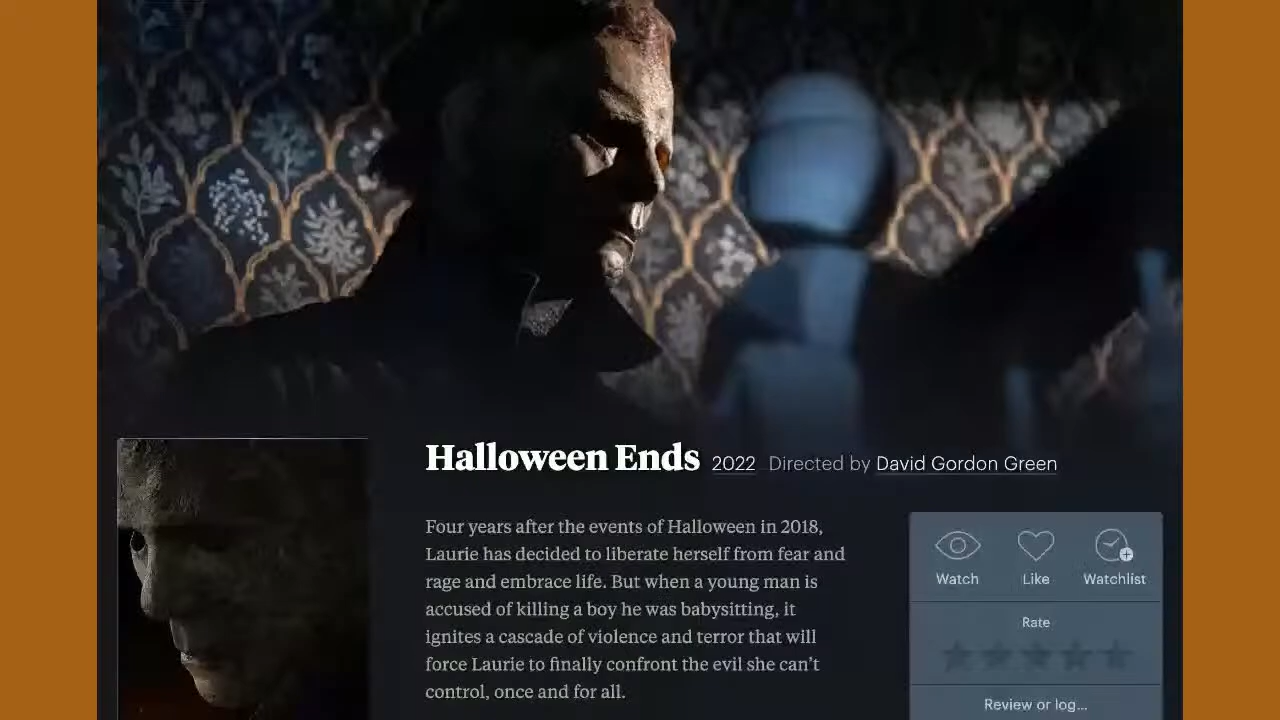 Halloween Ends 2022 Directed by David Gordon Green
Four years after the events of Halloween in 2018,
Laurie has decided to liberate herself from fear and
rage and embrace life. But when a young man is
accused of killing a boy he was babysitting, it
ignites a cascade of violence and terror that will
force Laurie to finally confront the evil she can’t
control, once and for all.
Watch Like Watchlist
Rate
Review or log...